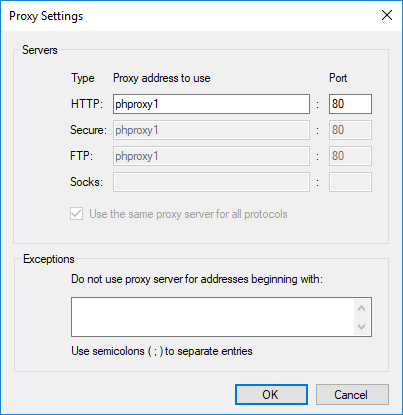 Proxy Settings
Servers
Type Proxy address to use Port
HTTP: phproxy1 : 80
Secure: phproxy1 : 80
FTP: phproxy1 : 80
Socks: :
Use the same proxy server for all protocols
Exceptions
Do not use proxy server for addresses beginning with:
Use semicolons ( ; ) to separate entries
OK Cancel